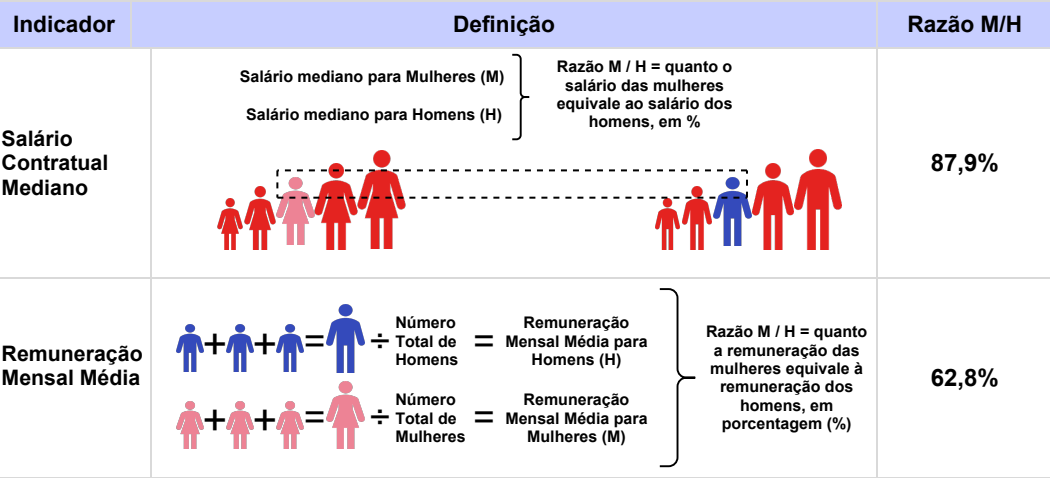 Indicador
Definição
Razão M/H
Salário
Contratual
Mediano
Salário mediano para Mulheres (M)
Salário mediano para Homens (H)
Razão M / H = quanto o
salário das mulheres
equivale ao salário dos
homens, em %
87,9%
Remuneração
Mensal Média
+ + = ÷
Número
Total de
Homens
=
Remuneração
Mensal Média para
Homens (H)
+ + = ÷
Número
Total de
Mulheres
=
Remuneração
Mensal Média para
Mulheres (M)
Razão M / H = quanto
a remuneração das
mulheres equivale à
remuneração dos
homens, em
porcentagem (%)
62,8%